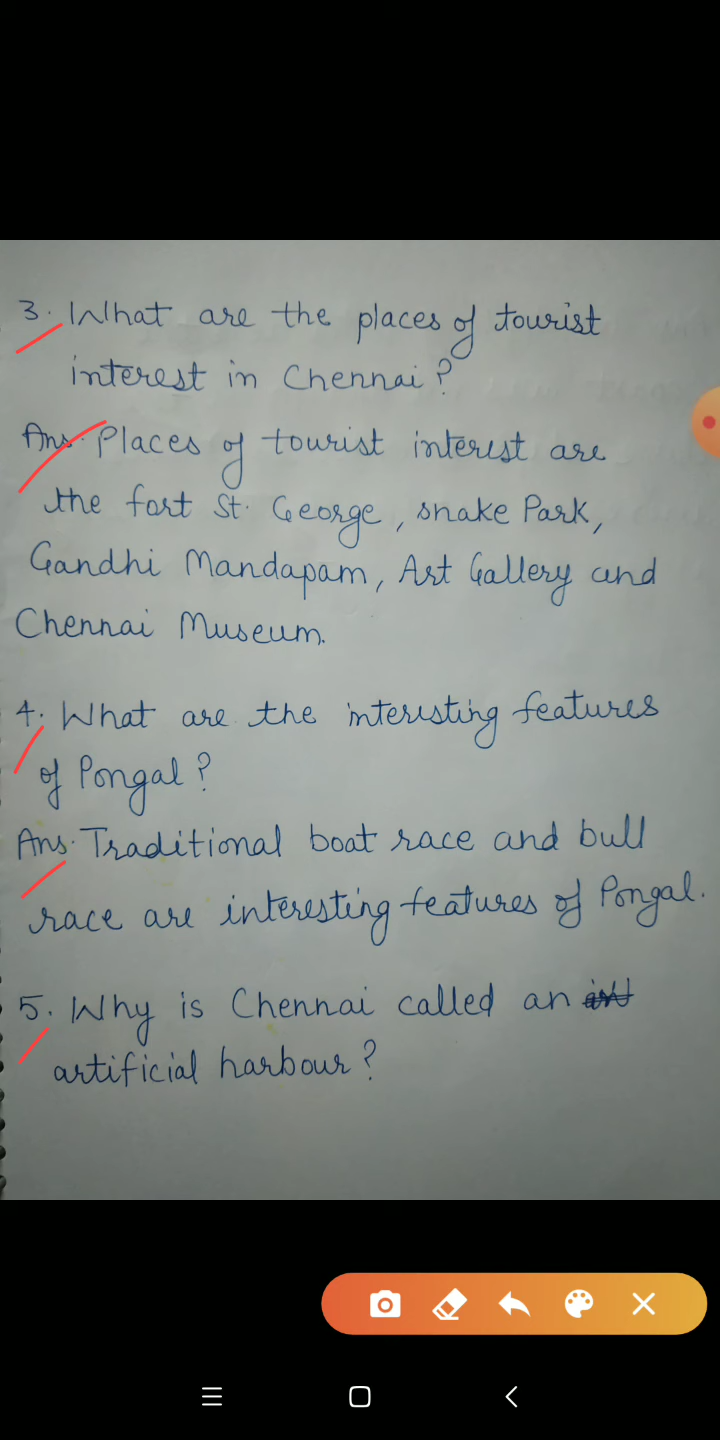 3. What are the places of tourist
interest in Chennai?
Ans. Places of tourist interest are
the fort St. George, snake Park,
Gandhi Mandapam, Art Gallery and
Chennai Museum.
4. What are the interesting features
of Pongal?
Ans. Traditional boat race and bull
race are interesting features of Pongal.
5. Why is Chennai called an
artificial harbour?